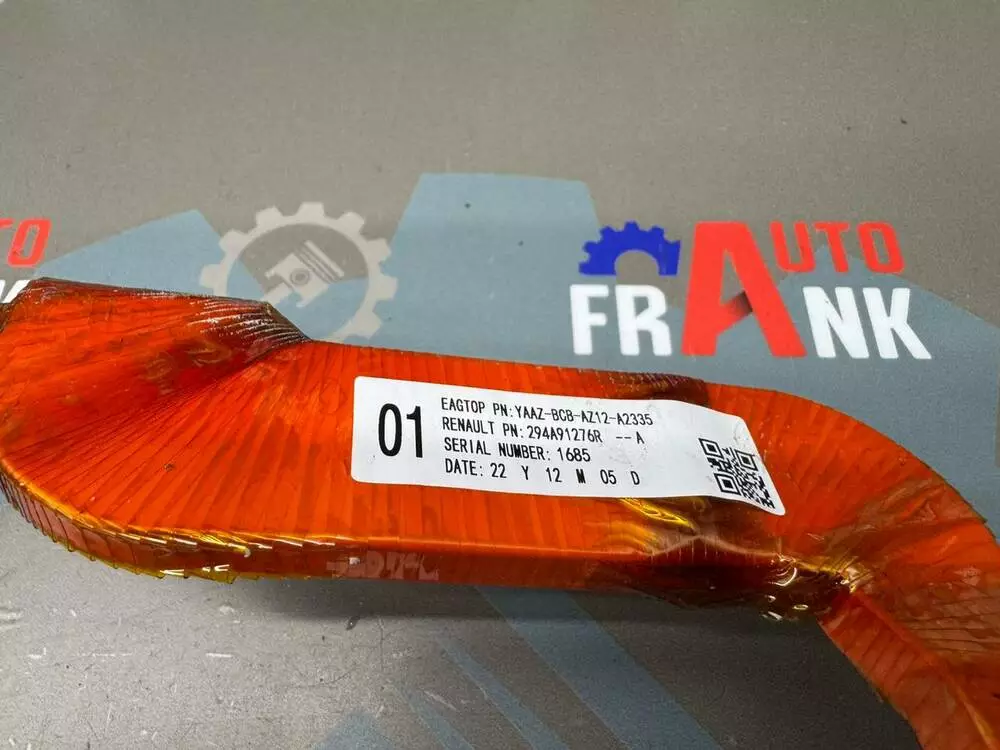 AUTO
FRANK
TO
01
EAGTOP PN:YAAZ-BCB-AZ12-A2335
RENAULT PN:294A91276R --A
SERIAL NUMBER: 1685
DATE: 22 Y 12 M 05 D